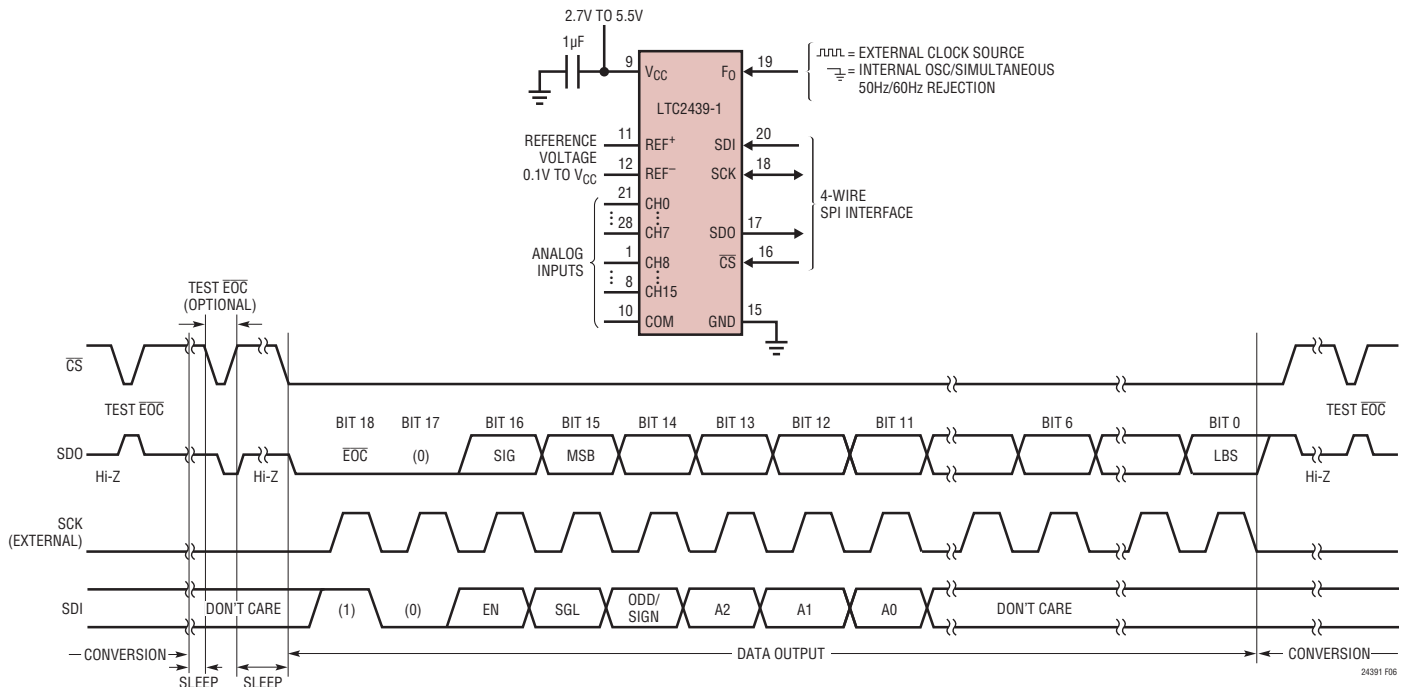 2.7V TO 5.5V
1µF
9
VCC
FO
19
= EXTERNAL CLOCK SOURCE
= INTERNAL OSC/SIMULTANEOUS
50Hz/60Hz REJECTION
LTC2439-1
REFERENCE
VOLTAGE
0.1V TO VCC
11
REF+
12
REF–
SDI
20
SCK
18
4-WIRE
SPI INTERFACE
ANALOG
INPUTS
21
CH0
28
CH7
1
CH8
8
CH15
10
COM
SDO
17
CS
16
GND
15
TEST EOC
(OPTIONAL)
CS
TEST EOC
TEST EOC
BIT 18
BIT 17
BIT 16
BIT 15
BIT 14
BIT 13
BIT 12
BIT 11
BIT 6
BIT 0
SDO
EOC
(0)
SIG
MSB
LBS
Hi-Z
Hi-Z
Hi-Z
SCK
(EXTERNAL)
SDI
DON'T CARE
(1)
(0)
EN
SGL
ODD/
SIGN
A2
A1
A0
DON'T CARE
CONVERSION
DATA OUTPUT
CONVERSION
SLEEP
SLEEP
24391 F06